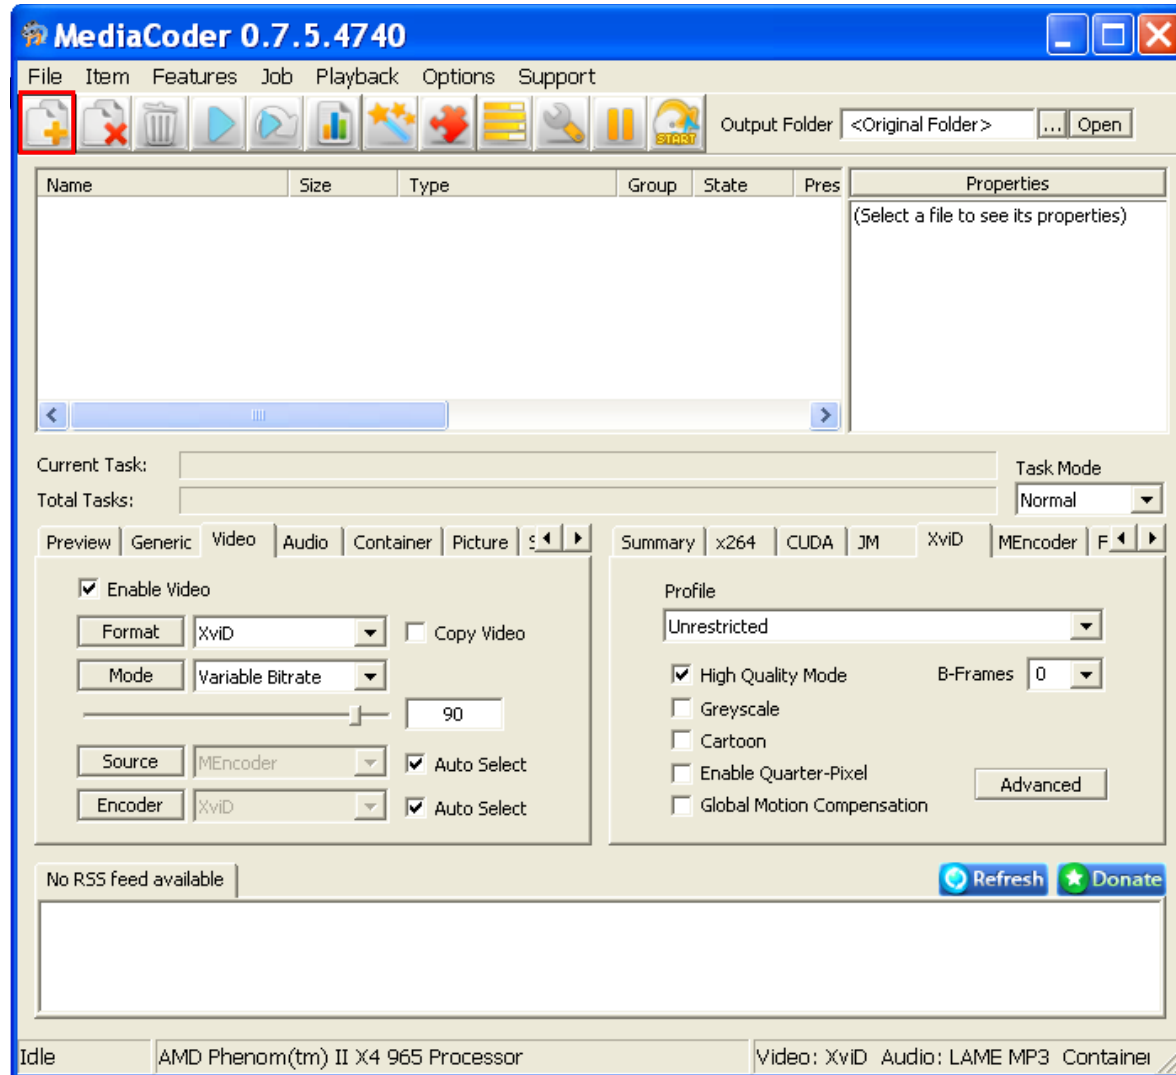 MediaCoder 0.7.5.4740
File Item Features Job Playback Options Support
START
Output Folder <Original Folder> ... Open
Name Size Type Group State Pres
Properties
(Select a file to see its properties)
Current Task:
Total Tasks:
Task Mode
Normal
Preview Generic Video Audio Container Picture S
Enable Video
Format XviD Copy Video
Mode Variable Bitrate
90
Source MEncoder Auto Select
Encoder XviD Auto Select
Summary x264 CUDA JM XviD MEncoder F
Profile
Unrestricted
High Quality Mode B-Frames 0
Greyscale
Cartoon
Enable Quarter-Pixel
Advanced
Global Motion Compensation
No RSS feed available
Refresh Donate
Idle AMD Phenom(tm) II X4 965 Processor Video: XviD Audio: LAME MP3 Container